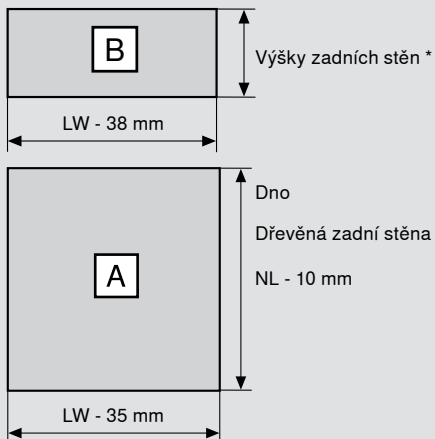 B
Výšky zadních stěn *
LW - 38 mm
Dno
Dřevěná zadní stěna
A
NL - 10 mm
LW - 35 mm